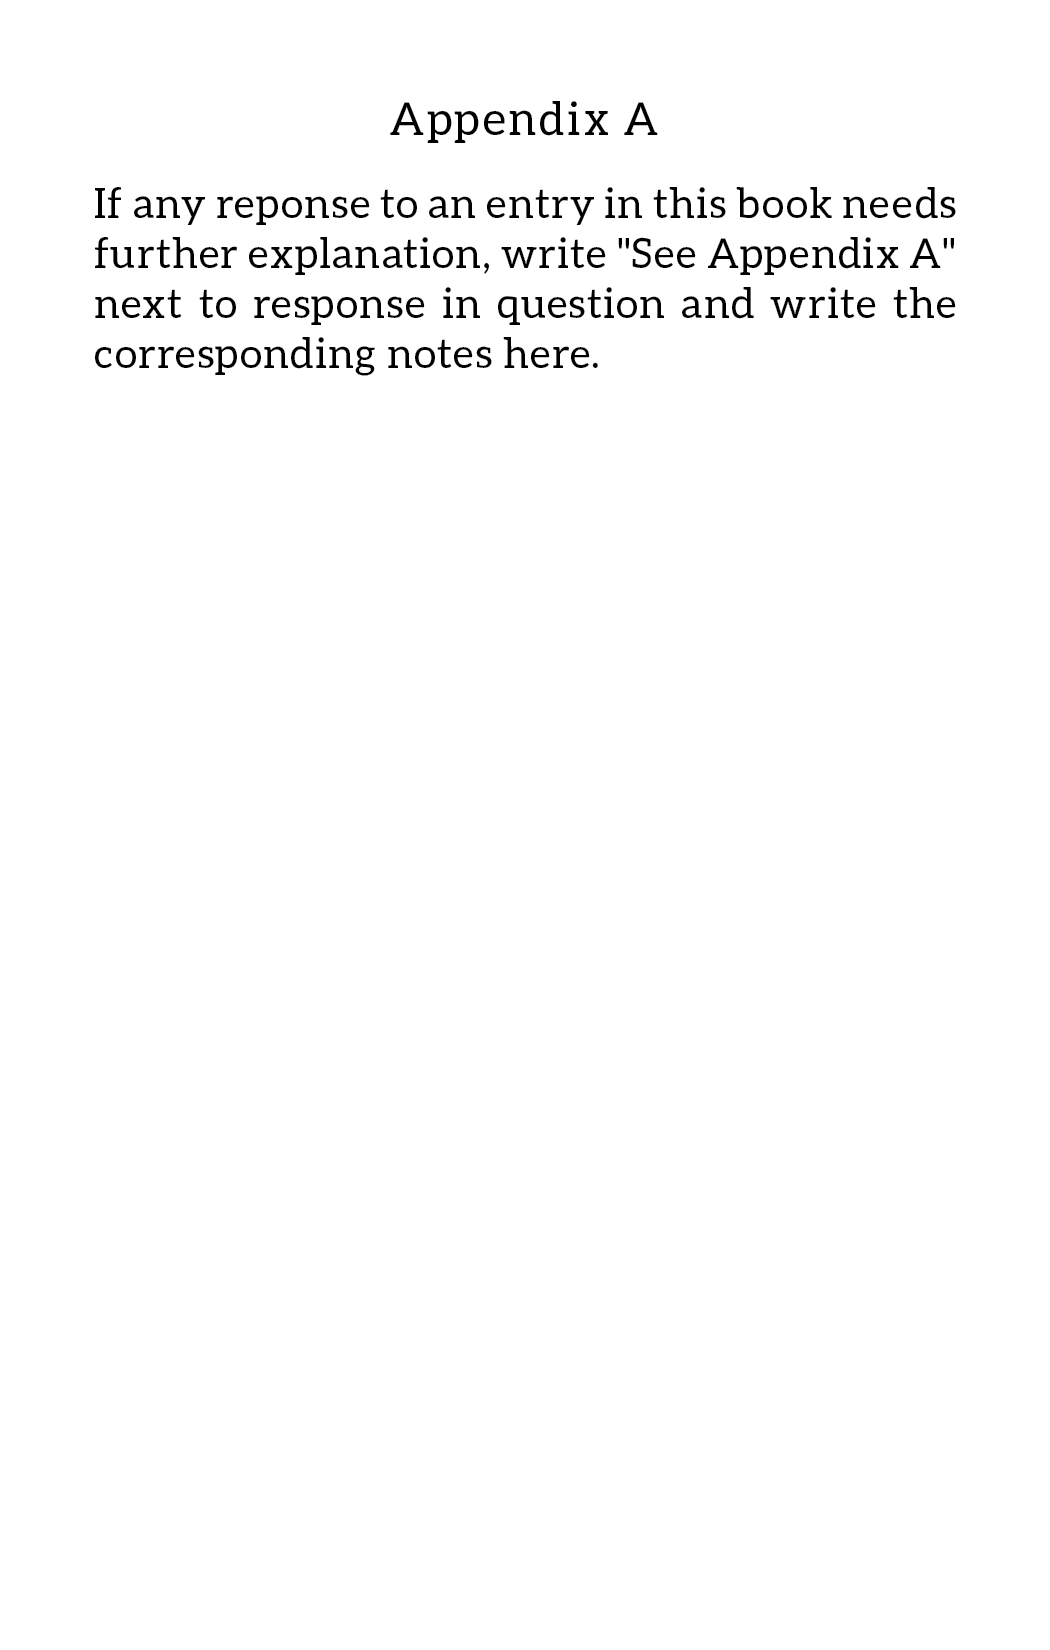 Appendix A
If any reponse to an entry in this book needs
further explanation, write "See Appendix A"
next to response in question and write the
corresponding notes here.